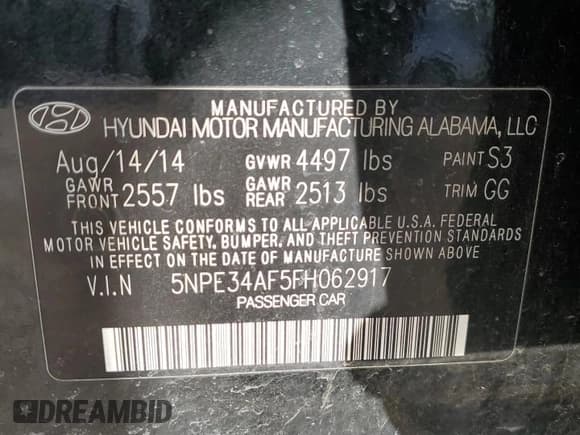 MANUFACTURED BY
HYUNDAI MOTOR MANUFACTURING ALABAMA, LLC
Aug/14/14 GVWR 4497 lbs PAINT S3
GAWR FRONT 2557 lbs GAWR REAR 2513 lbs TRIM GG
THIS VEHICLE CONFORMS TO ALL APPLICABLE U.S.A. FEDERAL
MOTOR VEHICLE SAFETY, BUMPER, AND THEFT PREVENTION STANDARDS
IN EFFECT ON THE DATE OF MANUFACTURE SHOWN ABOVE.
V.I.N 5NPE34AF5FH062917
PASSENGER CAR
DREAMBID